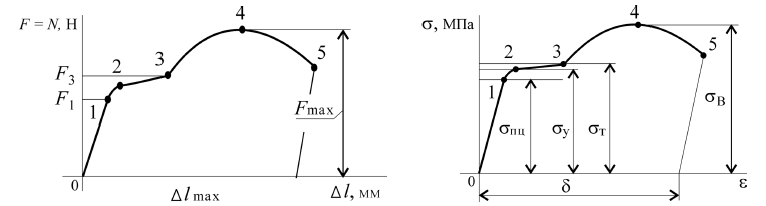 F = N, Н
4
3
5
2
F₃
F₁
1
Fmax
0
Δl max
Δl, мм
σ, МПа
4
3
5
2
1
σпц
σу
σт
σВ
0
δ
ε